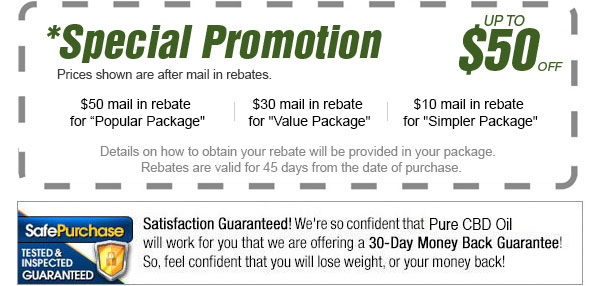 *Special Promotion
UP TO
$50 OFF
Prices shown are after mail in rebates.
$50 mail in rebate
for “Popular Package"
$30 mail in rebate
for "Value Package"
$10 mail in rebate
for "Simpler Package"
Details on how to obtain your rebate will be provided in your package.
Rebates are valid for 45 days from the date of purchase.
SafePurchase
TESTED &
INSPECTED
GUARANTEED
Satisfaction Guaranteed! We're so confident that Pure CBD Oil
will work for you that we are offering a 30-Day Money Back Guarantee!
So, feel confident that you will lose weight, or your money back!